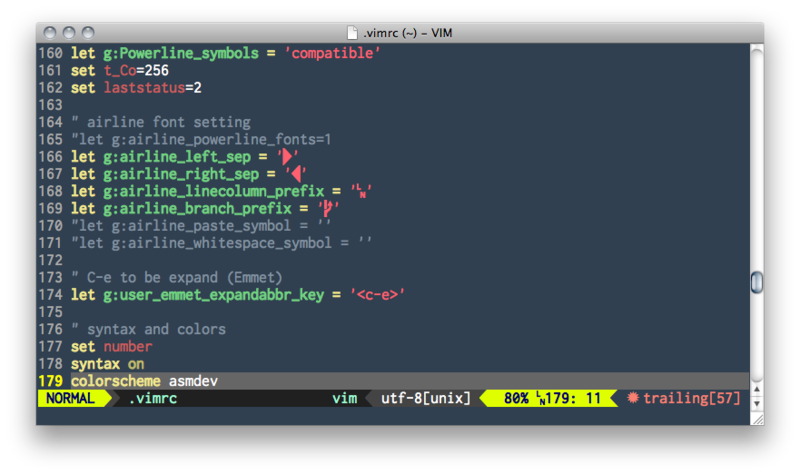 .vimrc (~) – VIM
160 let g:Powerline_symbols = 'compatible'
161 set t_Co=256
162 set laststatus=2
163
164 " airline font setting
165 "let g:airline_powerline_fonts=1
166 let g:airline_left_sep = ''
167 let g:airline_right_sep = ''
168 let g:airline_linecolumn_prefix = ''
169 let g:airline_branch_prefix = ''
170 "let g:airline_paste_symbol = ''
171 "let g:airline_whitespace_symbol = ''
172
173 " C-e to be expand (Emmet)
174 let g:user_emmet_expandabbr_key = '<c-e>'
175
176 " syntax and colors
177 set number
178 syntax on
179 colorscheme asmdev
NORMAL .vimrc vim utf-8[unix] 80% 179: 11 ✹ trailing[57]